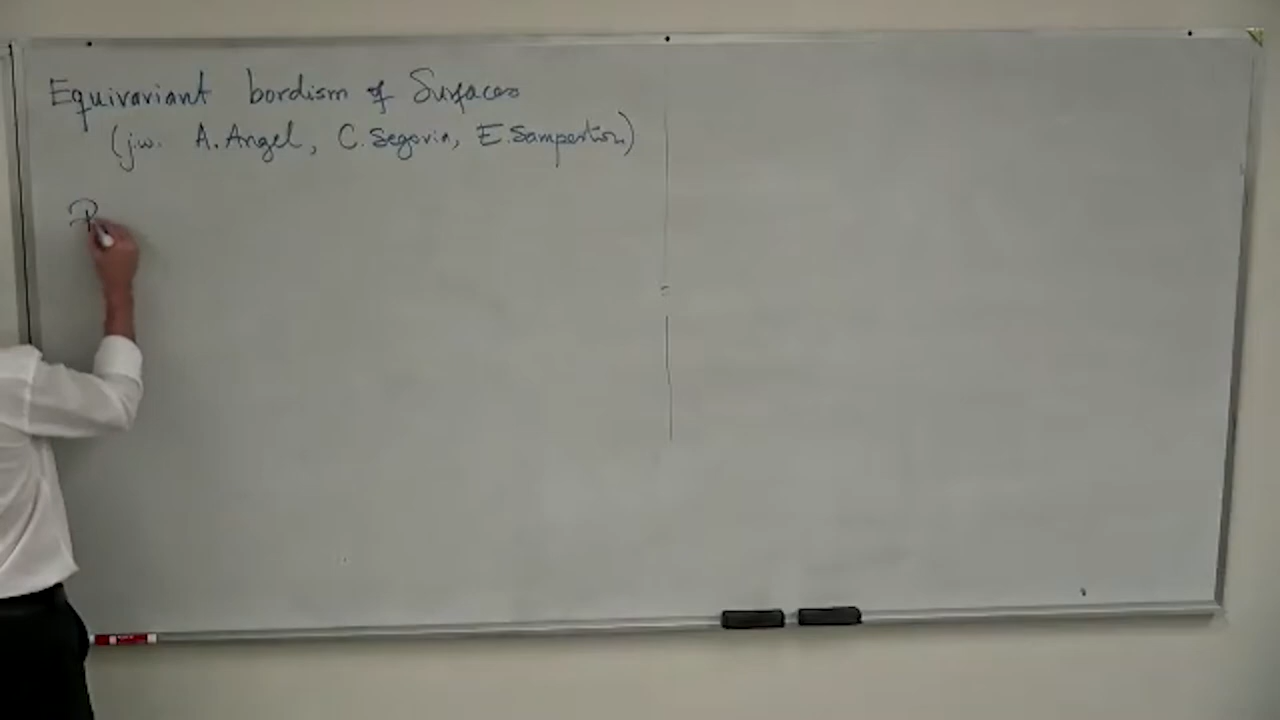 Equivariant bordism of Surfaces
(j.w. A. Angel, C. Segovia, E. Samperton)
P